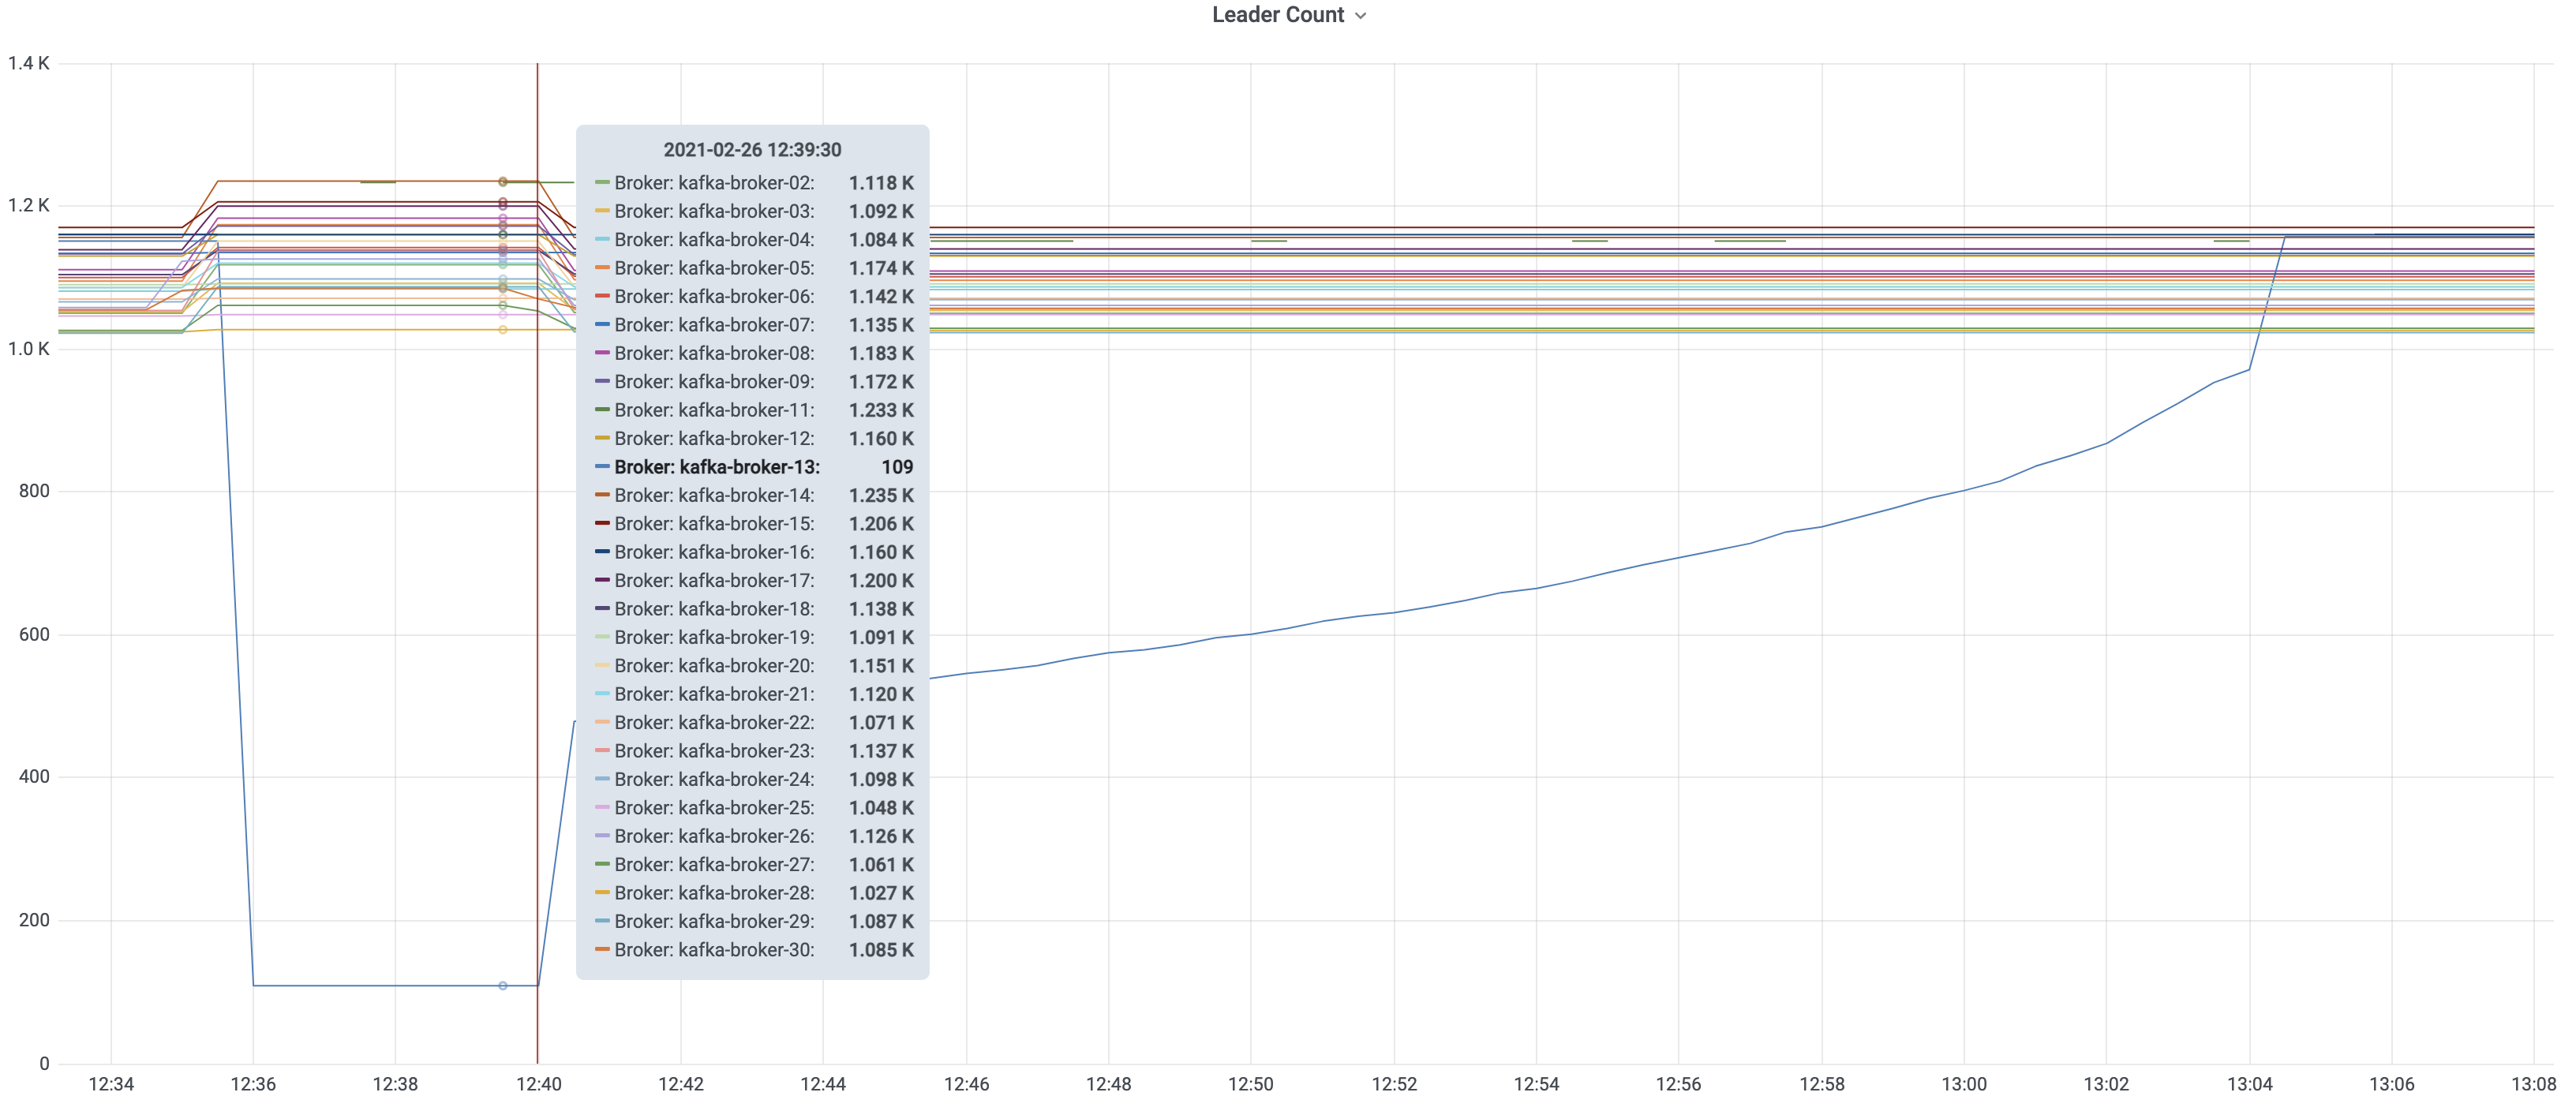 Leader Count
1.4 K
1.2 K
1.0 K
800
600
400
200
0
2021-02-26 12:39:30
Broker: kafka-broker-02: 1.118 K
Broker: kafka-broker-03: 1.092 K
Broker: kafka-broker-04: 1.084 K
Broker: kafka-broker-05: 1.174 K
Broker: kafka-broker-06: 1.142 K
Broker: kafka-broker-07: 1.135 K
Broker: kafka-broker-08: 1.183 K
Broker: kafka-broker-09: 1.172 K
Broker: kafka-broker-11: 1.233 K
Broker: kafka-broker-12: 1.160 K
Broker: kafka-broker-13: 109
Broker: kafka-broker-14: 1.235 K
Broker: kafka-broker-15: 1.206 K
Broker: kafka-broker-16: 1.160 K
Broker: kafka-broker-17: 1.200 K
Broker: kafka-broker-18: 1.138 K
Broker: kafka-broker-19: 1.091 K
Broker: kafka-broker-20: 1.151 K
Broker: kafka-broker-21: 1.120 K
Broker: kafka-broker-22: 1.071 K
Broker: kafka-broker-23: 1.137 K
Broker: kafka-broker-24: 1.098 K
Broker: kafka-broker-25: 1.048 K
Broker: kafka-broker-26: 1.126 K
Broker: kafka-broker-27: 1.061 K
Broker: kafka-broker-28: 1.027 K
Broker: kafka-broker-29: 1.087 K
Broker: kafka-broker-30: 1.085 K
12:34 12:36 12:38 12:40 12:42 12:44 12:46 12:48 12:50 12:52 12:54 12:56 12:58 13:00 13:02 13:04 13:06 13:08